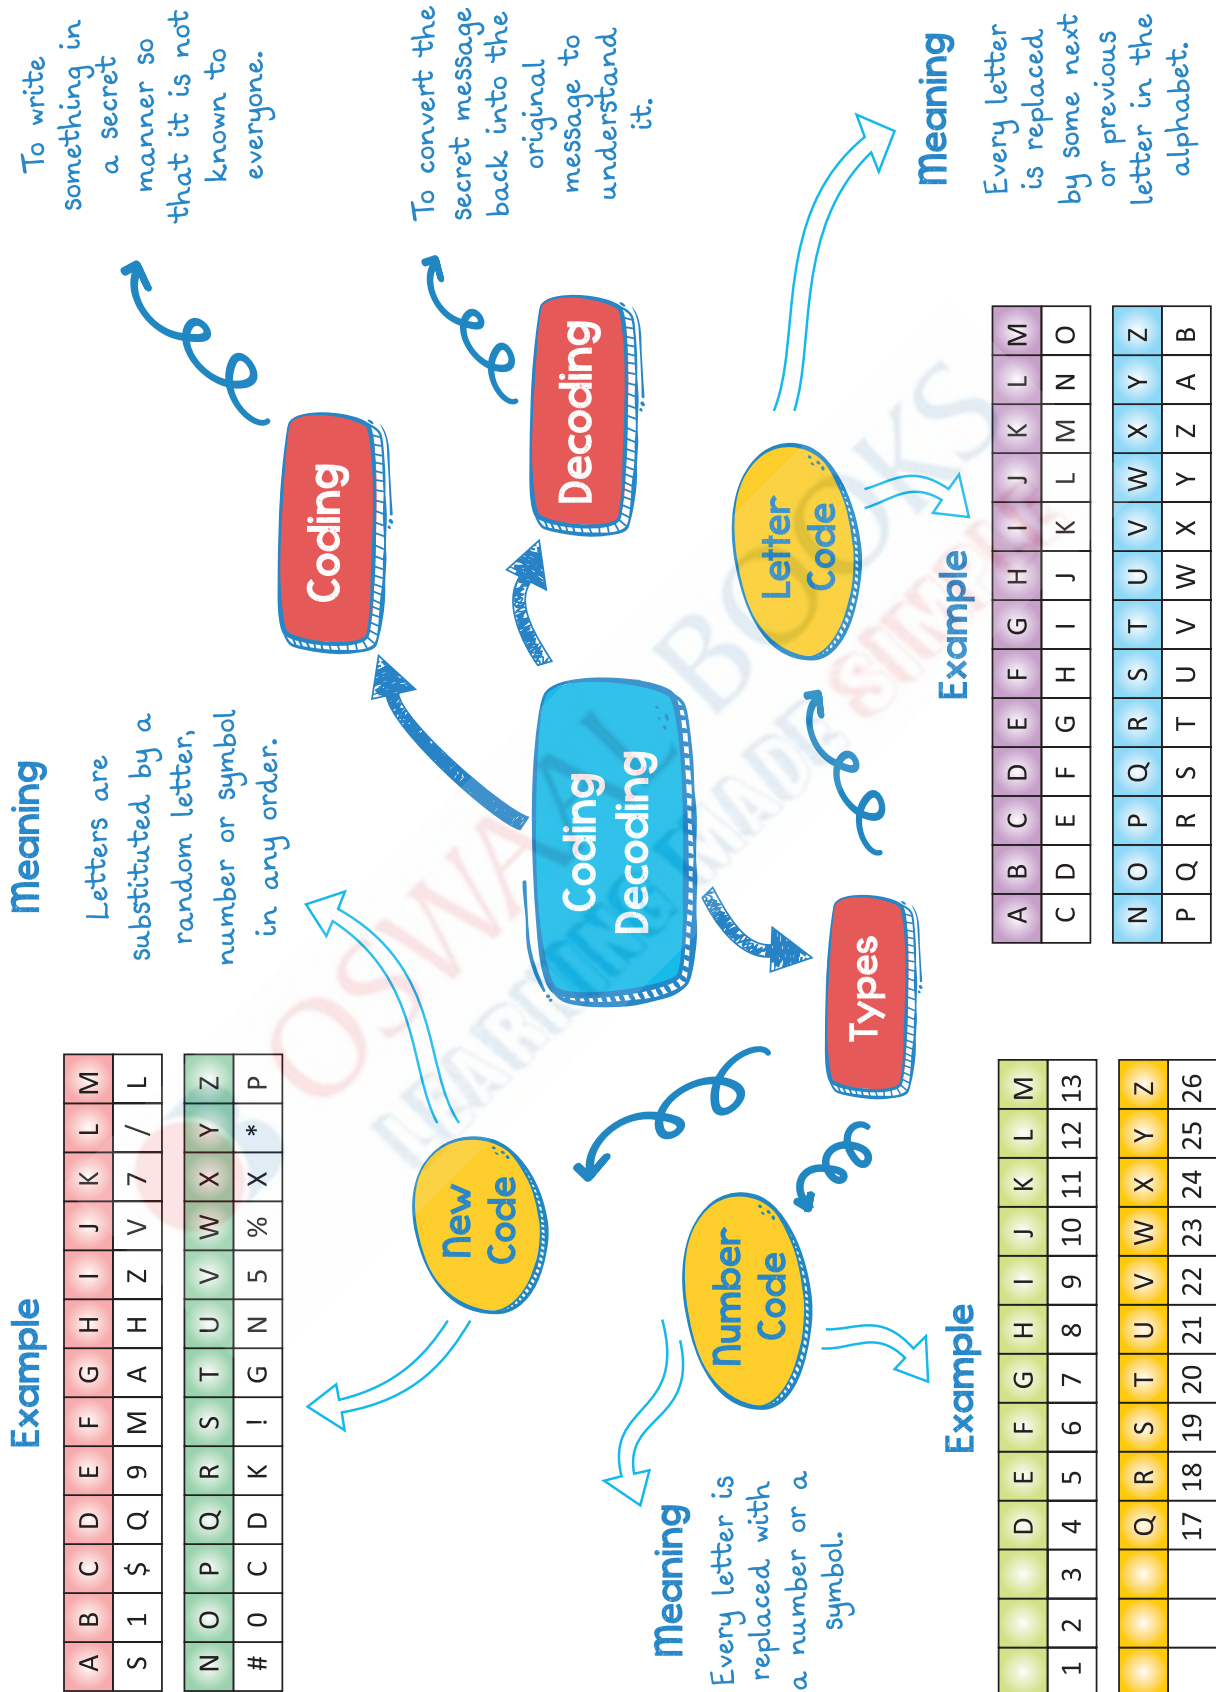 Example
A B C D E F G H I J K L M
S 1 $ Q 9 M A H Z V 7 / L
N O P Q R S T U V W X Y Z
# 0 C D K ! G N 5 % X * P
Meaning
Letters are
substituted by a
random letter,
number or symbol
in any order.
To write
something in
a secret
manner so
that it is not
known to
everyone.
Coding
New
Code
Coding
Decoding
Decoding
To convert the
secret message
back into the
original
message to
understand
it.
Meaning
Every letter is
replaced with
a number or a
symbol.
Number
Code
Types
Letter
Code
Meaning
Every letter
is replaced
by some next
or previous
letter in the
alphabet.
Example
D E F G H I J K L M
1 2 3 4 5 6 7 8 9 10 11 12 13
Q R S T U V W X Y Z
17 18 19 20 21 22 23 24 25 26
Example
A B C D E F G H I J K L M
C D E F G H I J K L M N O
N O P Q R S T U V W X Y Z
P Q R S T U V W X Y Z A B
OSWAAL BOOKS
LEARNING MADE SIMPLE